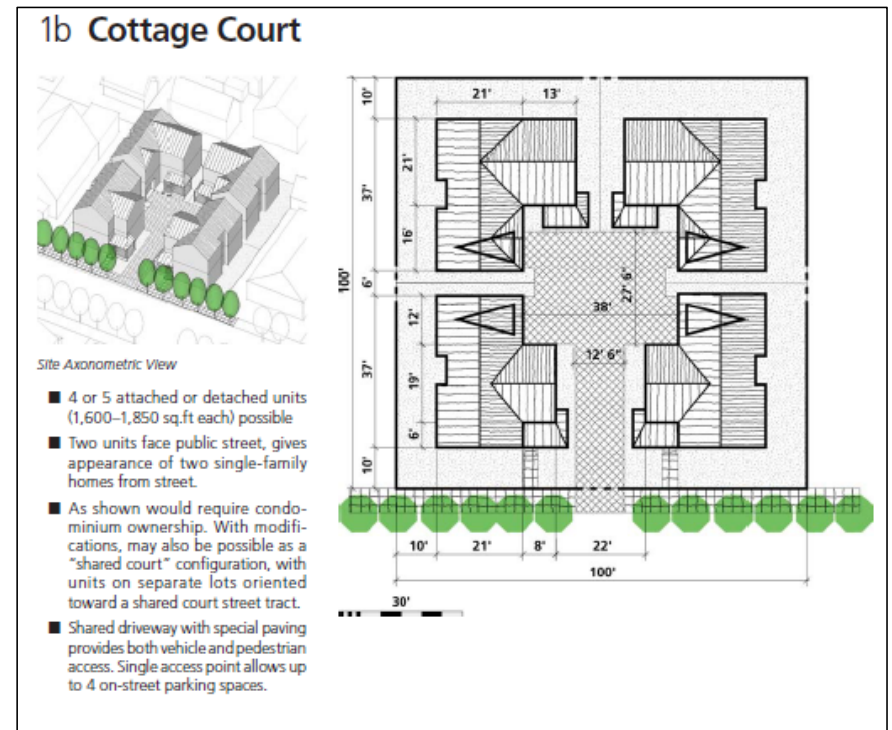 1b Cottage Court
21' 13'
10'
21'
37'
16'
100'
6'
27' 6"
38'
12'
12' 6"
37'
19'
6'
10'
10' 21' 8' 22'
100'
30'
Site Axonometric View
■ 4 or 5 attached or detached units
(1,600–1,850 sq.ft each) possible
■ Two units face public street, gives
appearance of two single-family
homes from street.
■ As shown would require condo-
minium ownership. With modifi-
cations, may also be possible as a
"shared court" configuration, with
units on separate lots oriented
toward a shared court street tract.
■ Shared driveway with special paving
provides both vehicle and pedestrian
access. Single access point allows up
to 4 on-street parking spaces.